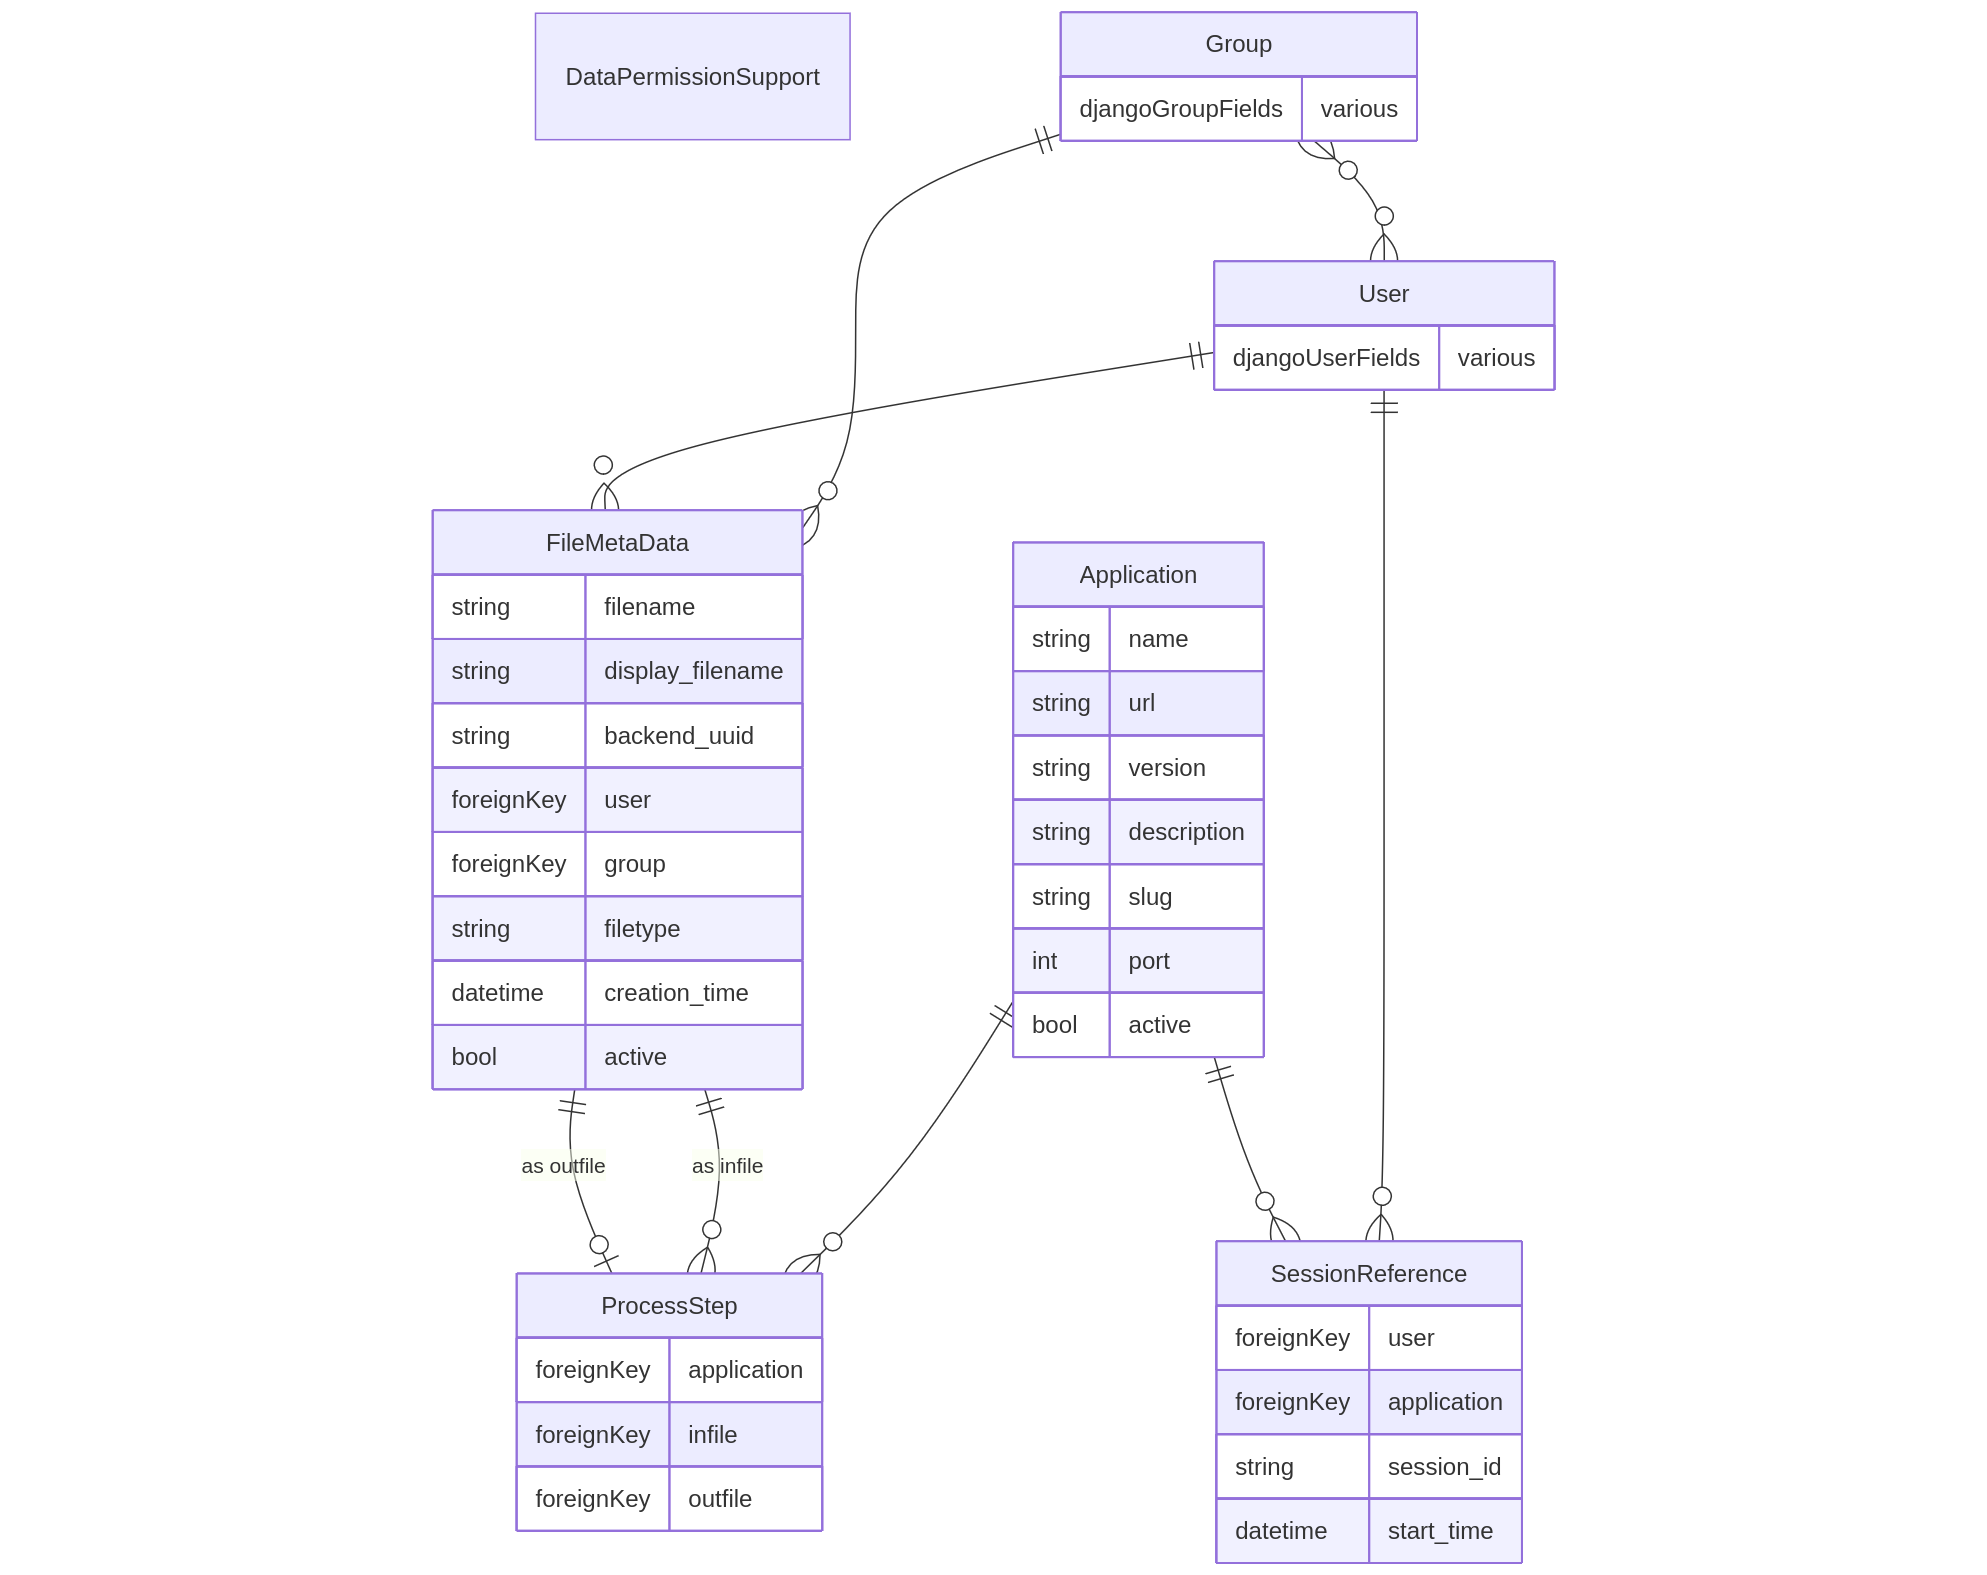 DataPermissionSupport
Group
djangoGroupFields various
User
djangoUserFields various
FileMetaData
string filename
string display_filename
string backend_uuid
foreignKey user
foreignKey group
string filetype
datetime creation_time
bool active
Application
string name
string url
string version
string description
string slug
int port
bool active
as outfile
as infile
ProcessStep
foreignKey application
foreignKey infile
foreignKey outfile
SessionReference
foreignKey user
foreignKey application
string session_id
datetime start_time